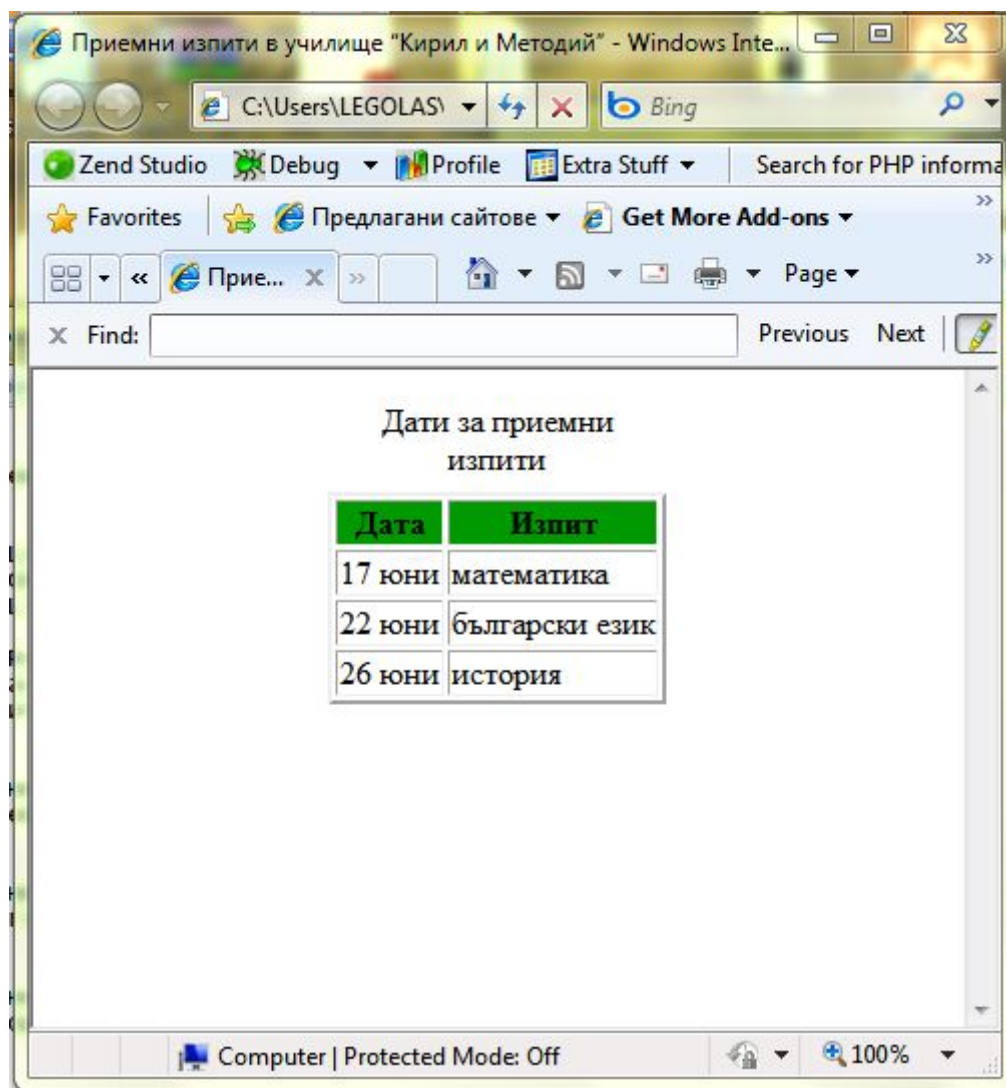 Приемни изпити в училище “Кирил и Методий” - Windows Inte...
C:\Users\LEGOLAS\ Bing
Zend Studio Debug Profile Extra Stuff Search for PHP informa
Favorites Предлагани сайтове Get More Add-ons »
« Прие... X » Page »
x Find: Previous Next
Дати за приемни
изпити
Дата Изпит
17 юни математика
22 юни български език
26 юни история
Computer | Protected Mode: Off 100%